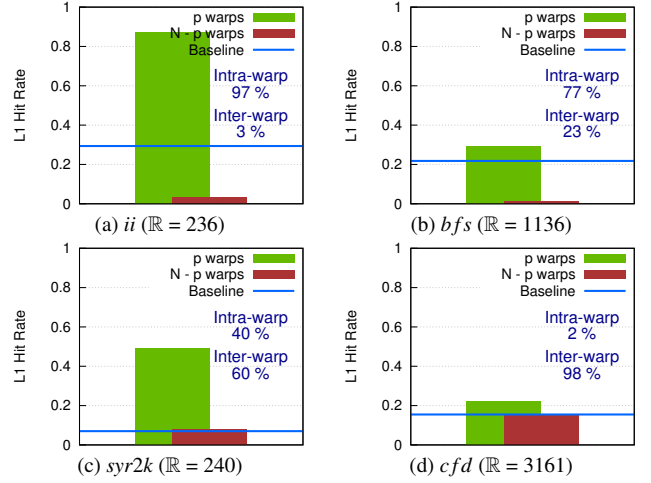 1
p warps
N - p warps
0.8
Baseline
L1 Hit Rate
0.6
Intra-warp
97 %
0.4
Inter-warp
3 %
0.2
0
(a) ii (ℝ = 236)
1
p warps
N - p warps
0.8
Baseline
L1 Hit Rate
0.6
Intra-warp
77 %
0.4
Inter-warp
23 %
0.2
0
(b) bfs (ℝ = 1136)
1
p warps
N - p warps
0.8
Baseline
L1 Hit Rate
0.6
Intra-warp
40 %
0.4
Inter-warp
60 %
0.2
0
(c) syr2k (ℝ = 240)
1
p warps
N - p warps
0.8
Baseline
L1 Hit Rate
0.6
Intra-warp
2 %
0.4
Inter-warp
98 %
0.2
0
(d) cfd (ℝ = 3161)